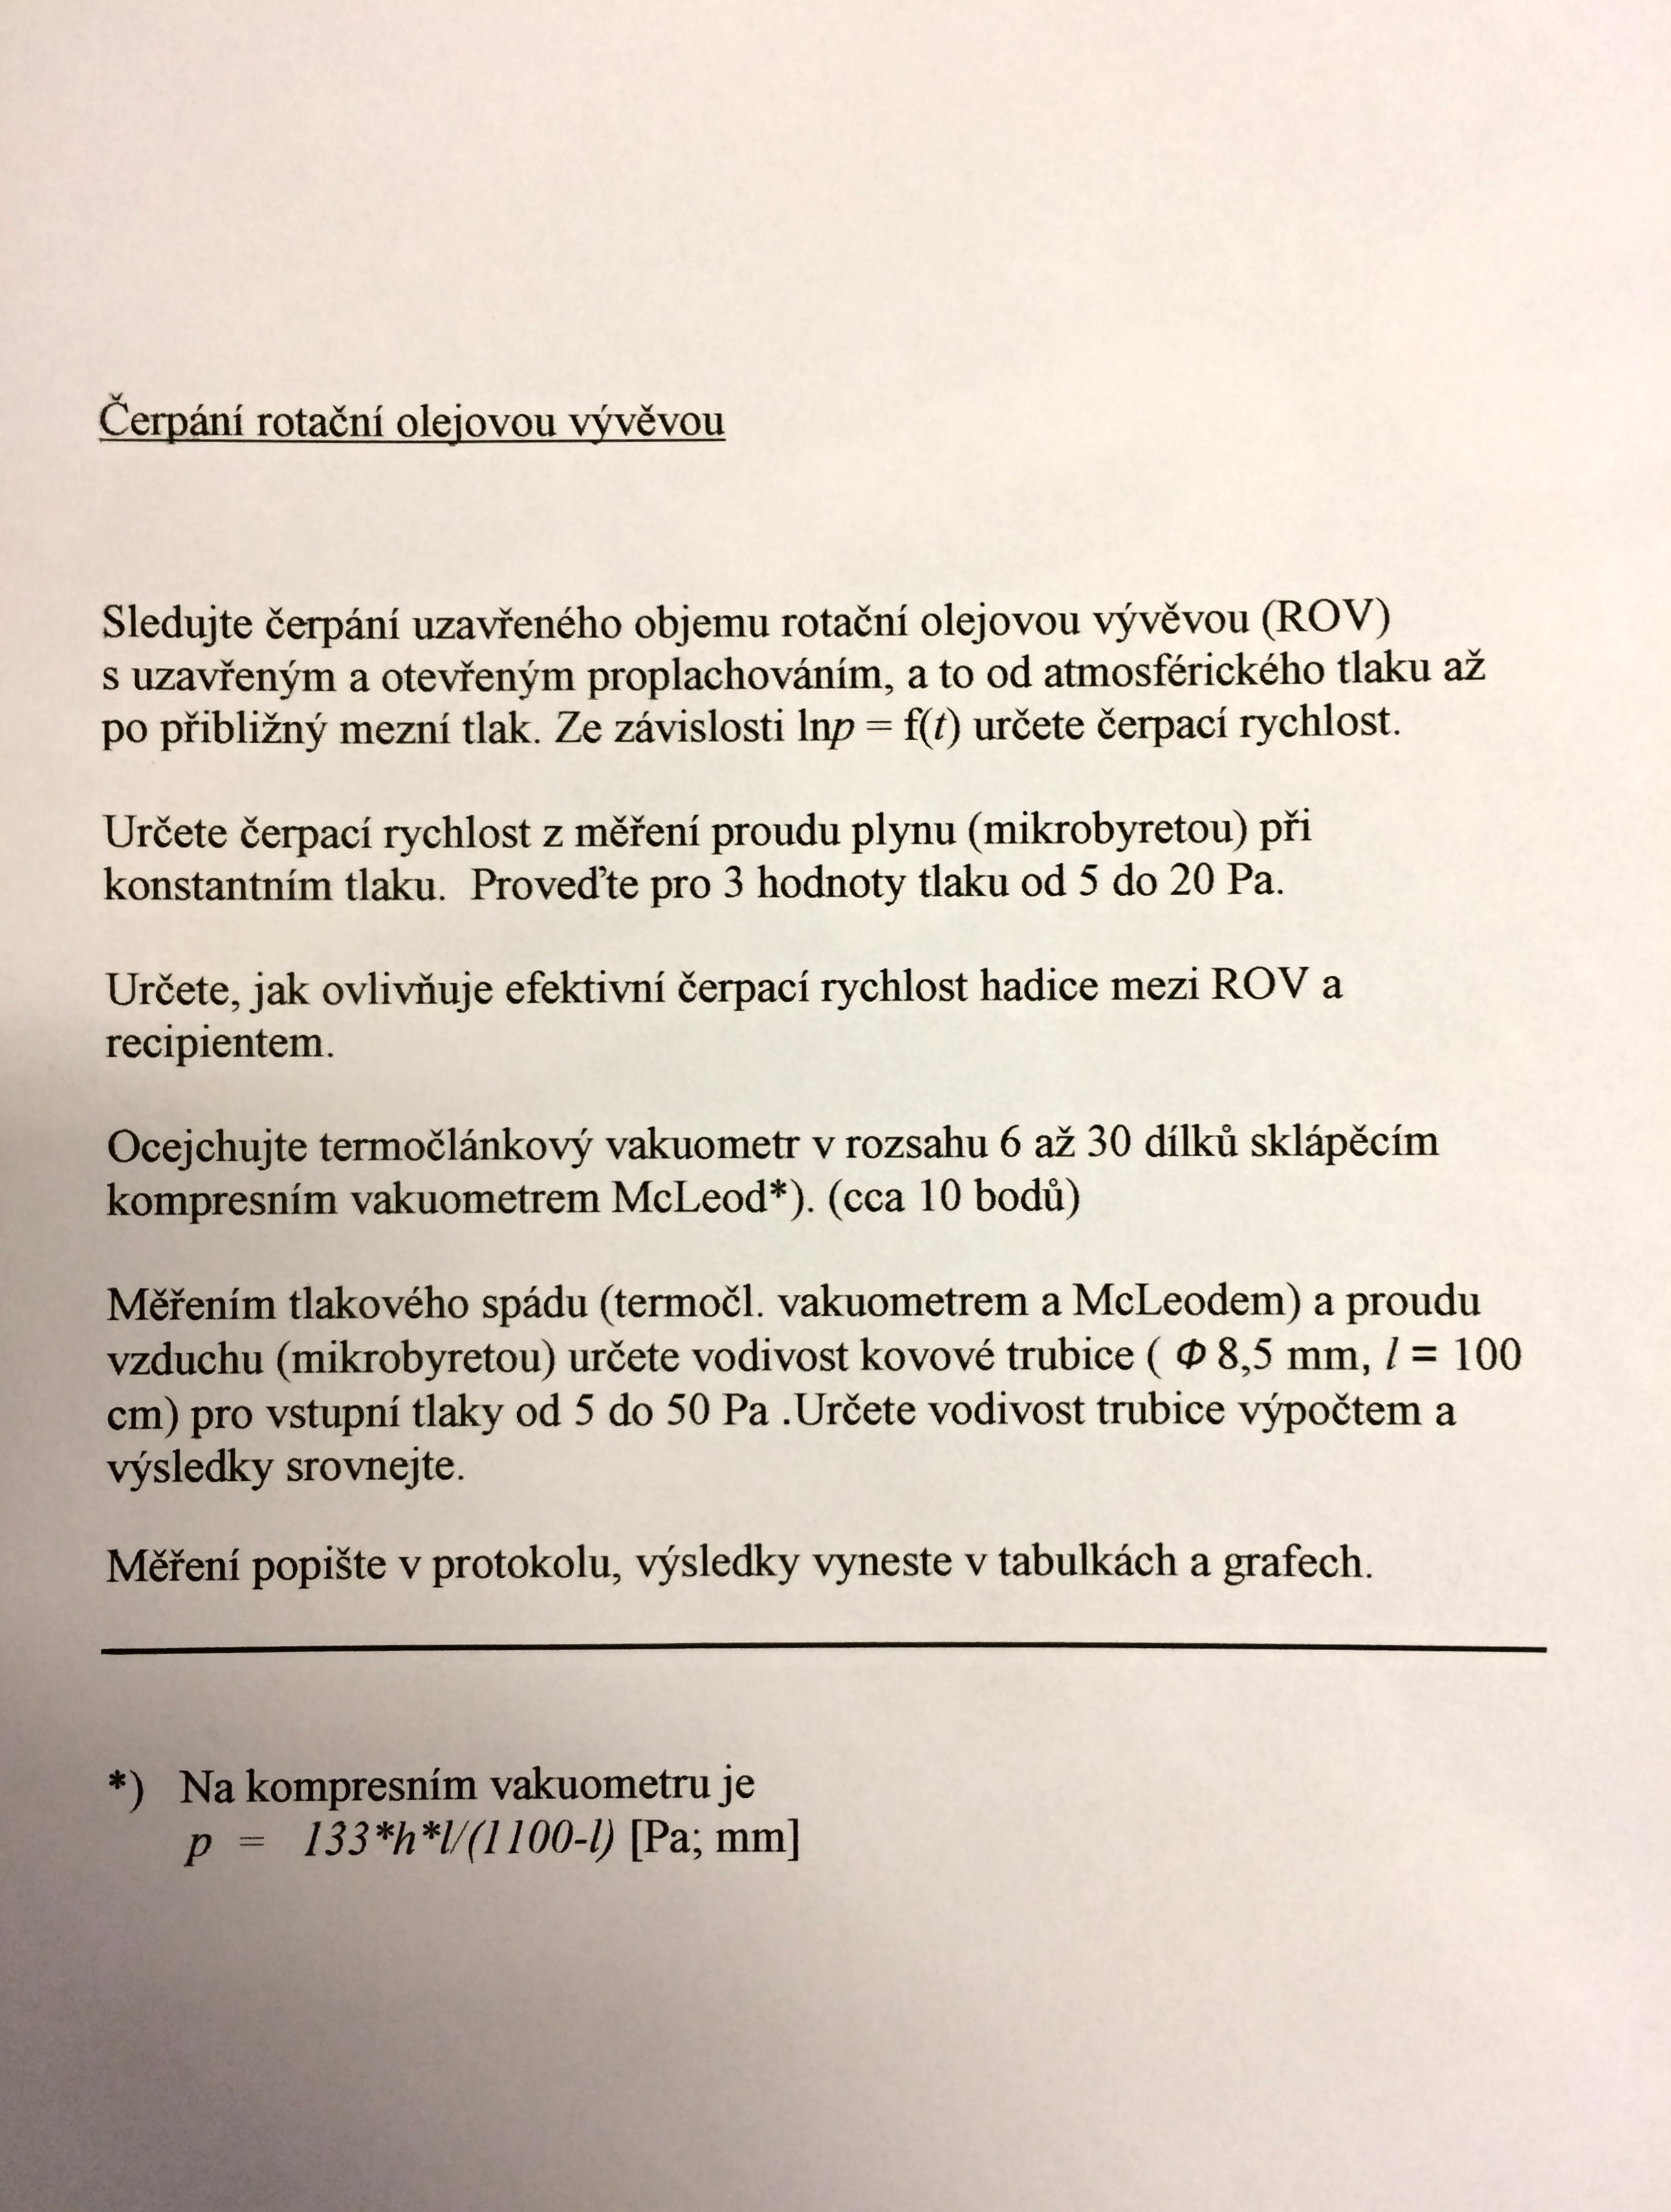 Čerpání rotační olejovou vývěvou
Sledujte čerpání uzavřeného objemu rotační olejovou vývěvou (ROV)
s uzavřeným a otevřeným proplachováním, a to od atmosférického tlaku až
po přibližný mezní tlak. Ze závislosti lnp = f(t) určete čerpací rychlost.
Určete čerpací rychlost z měření proudu plynu (mikrobyretou) při
konstantním tlaku. Proveďte pro 3 hodnoty tlaku od 5 do 20 Pa.
Určete, jak ovlivňuje efektivní čerpací rychlost hadice mezi ROV a
recipientem.
Ocejchujte termočlánkový vakuometr v rozsahu 6 až 30 dílků sklápěcím
kompresním vakuometrem McLeod*). (cca 10 bodů)
Měřením tlakového spádu (termočl. vakuometrem a McLeodem) a proudu
vzduchu (mikrobyretou) určete vodivost kovové trubice ( Φ 8,5 mm, l = 100
cm) pro vstupní tlaky od 5 do 50 Pa .Určete vodivost trubice výpočtem a
výsledky srovnejte.
Měření popište v protokolu, výsledky vyneste v tabulkách a grafech.
*) Na kompresním vakuometru je
p = 133*h*l/(1100-l) [Pa; mm]